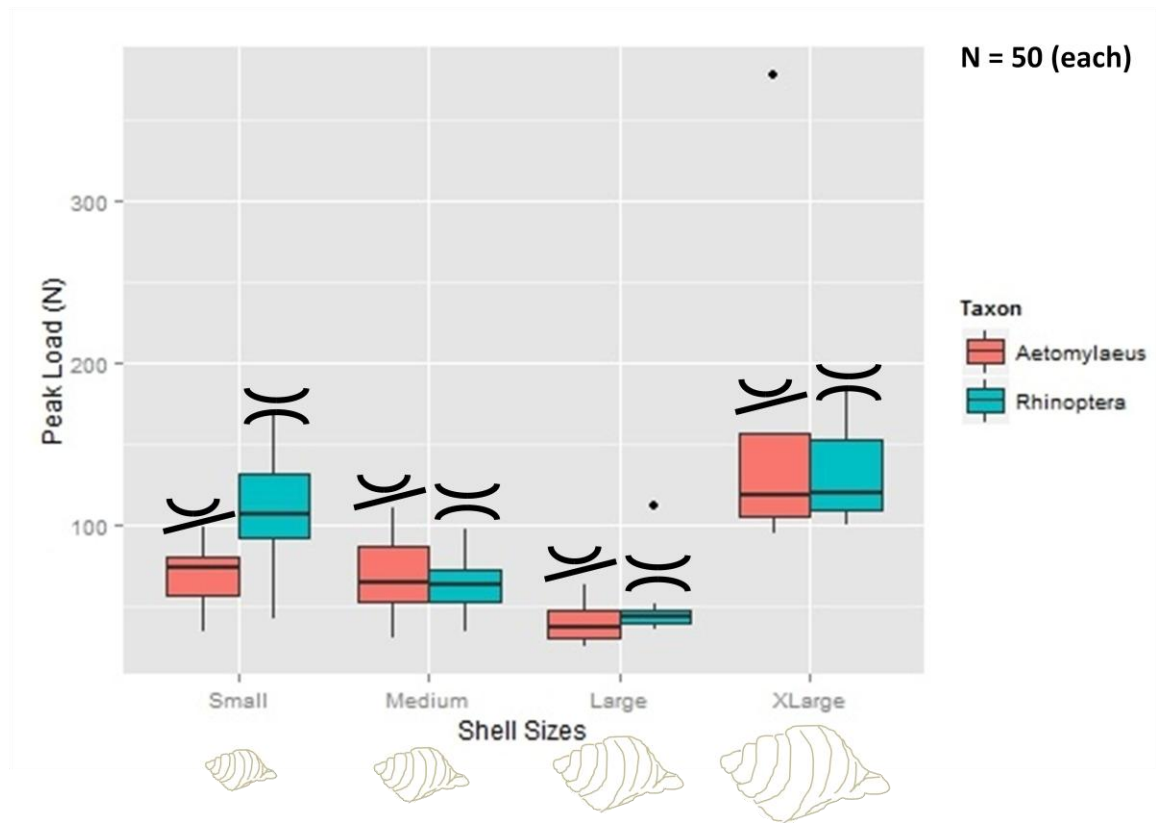 N = 50 (each)
300
200
100
Peak Load (N)
Taxon
Aetomylaeus
Rhinoptera
Small Medium Large XLarge
Shell Sizes